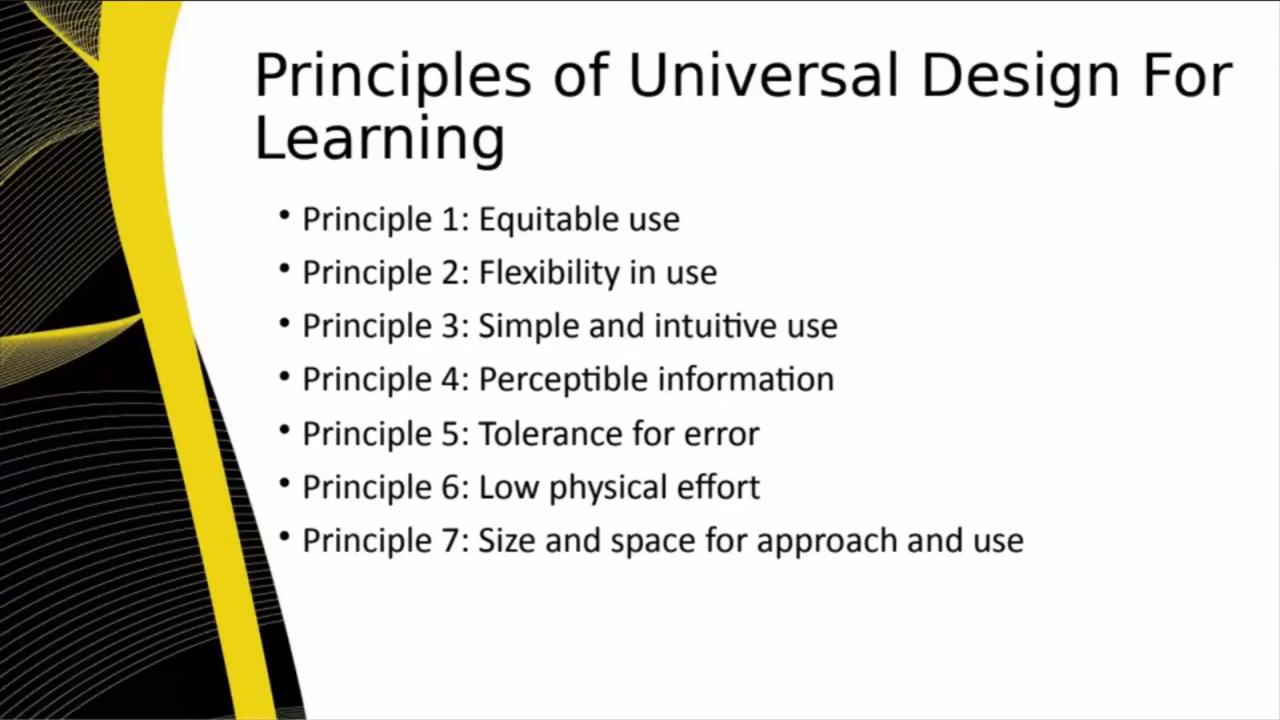 Principles of Universal Design For
Learning
• Principle 1: Equitable use
• Principle 2: Flexibility in use
• Principle 3: Simple and intuitive use
• Principle 4: Perceptible information
• Principle 5: Tolerance for error
• Principle 6: Low physical effort
• Principle 7: Size and space for approach and use